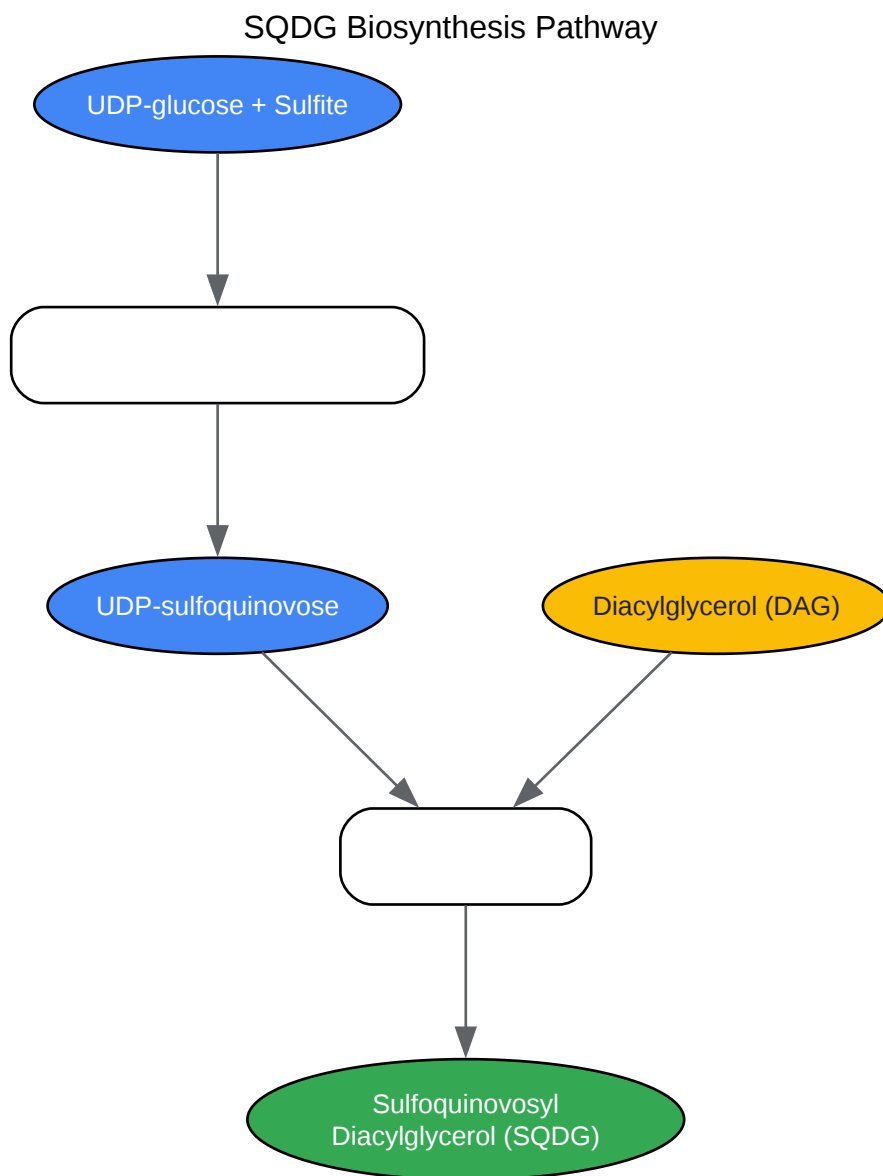 SQDG Biosynthesis Pathway
UDP-glucose + Sulfite
UDP-sulfoquinovose
Diacylglycerol (DAG)
Sulfoquinovosyl
Diacylglycerol (SQDG)